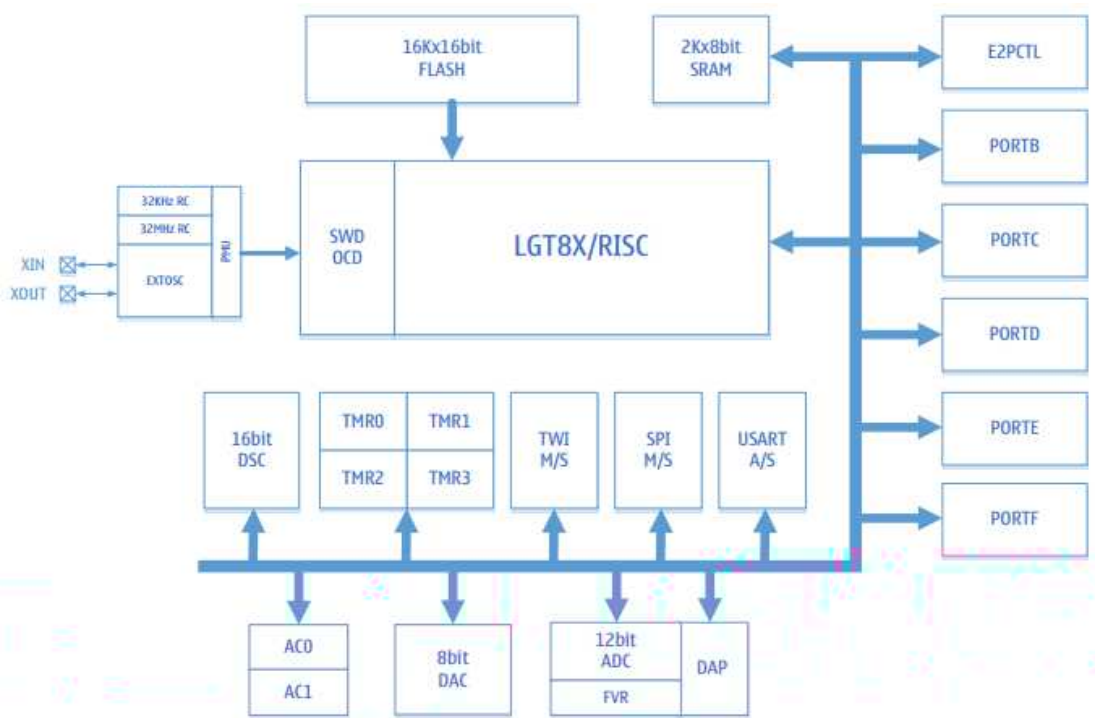 16Kx16bit
FLASH
2Kx8bit
SRAM
E2PCTL
PORTB
32KHz RC
32MHz RC
EXTOSC
PMU
XIN
XOUT
SWD
OCD
LGT8X/RISC
PORTC
PORTD
16bit
DSC
TMR0
TMR1
TMR2
TMR3
TWI
M/S
SPI
M/S
USART
A/S
PORTE
PORTF
AC0
AC1
8bit
DAC
12bit
ADC
FVR
DAP